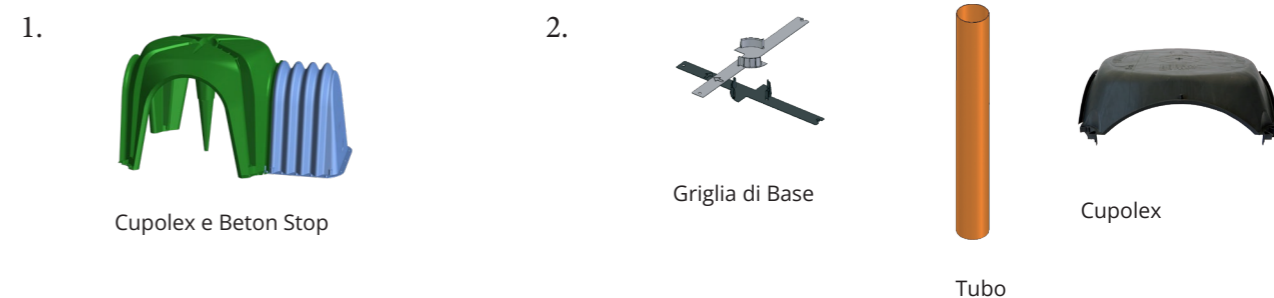 1.
2.
Cupolex e Beton Stop
Griglia di Base
Tubo
Cupolex